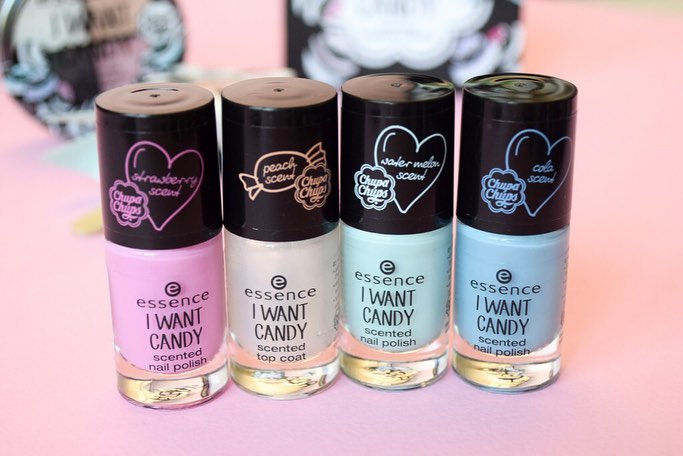 I WANT
CANDY
strawberry
scent
Chupa
Chups
e
essence
I WANT
CANDY
scented
nail polish
peach
scent
Chupa
Chups
e
essence
I WANT
CANDY
scented
top coat
water melon
scent
Chupa
Chups
e
essence
I WANT
CANDY
scented
nail polish
cola
scent
Chupa
Chups
e
essence
I WANT
CANDY
scented
nail polish